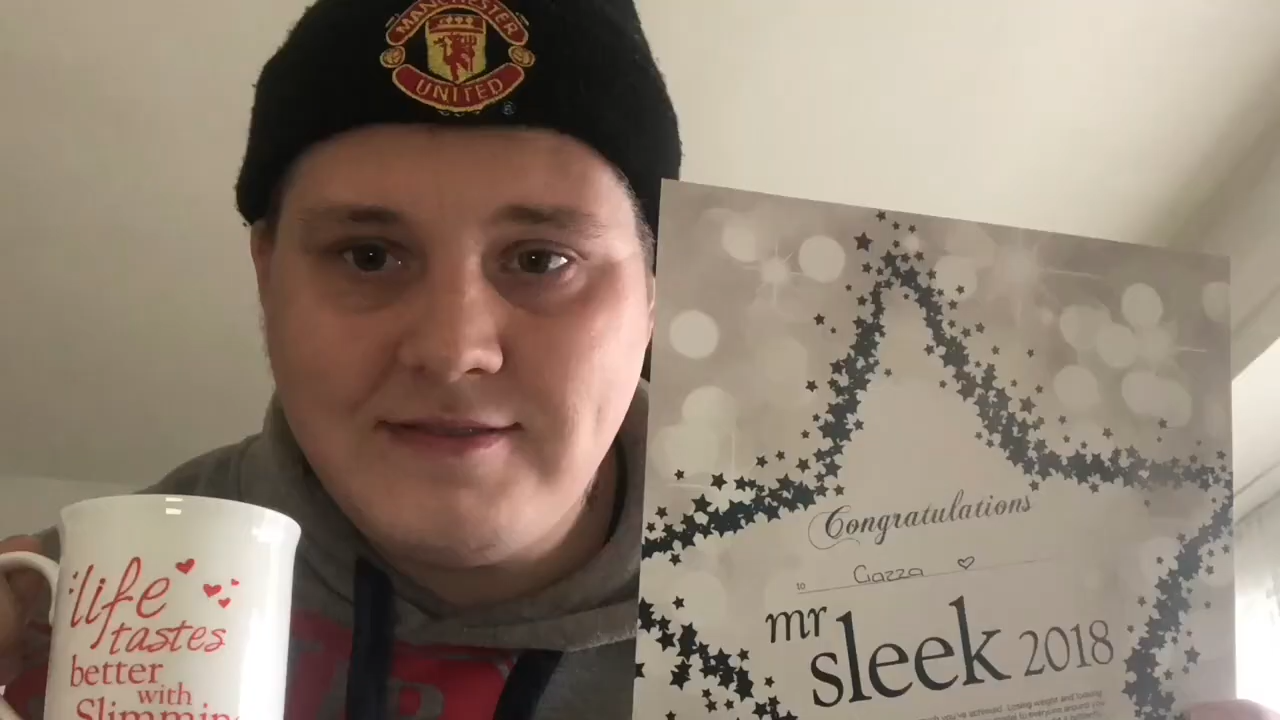 MANCHESTER
UNITED
life
tastes
better
with
Congratulations
to Gazza
mr
sleek 2018